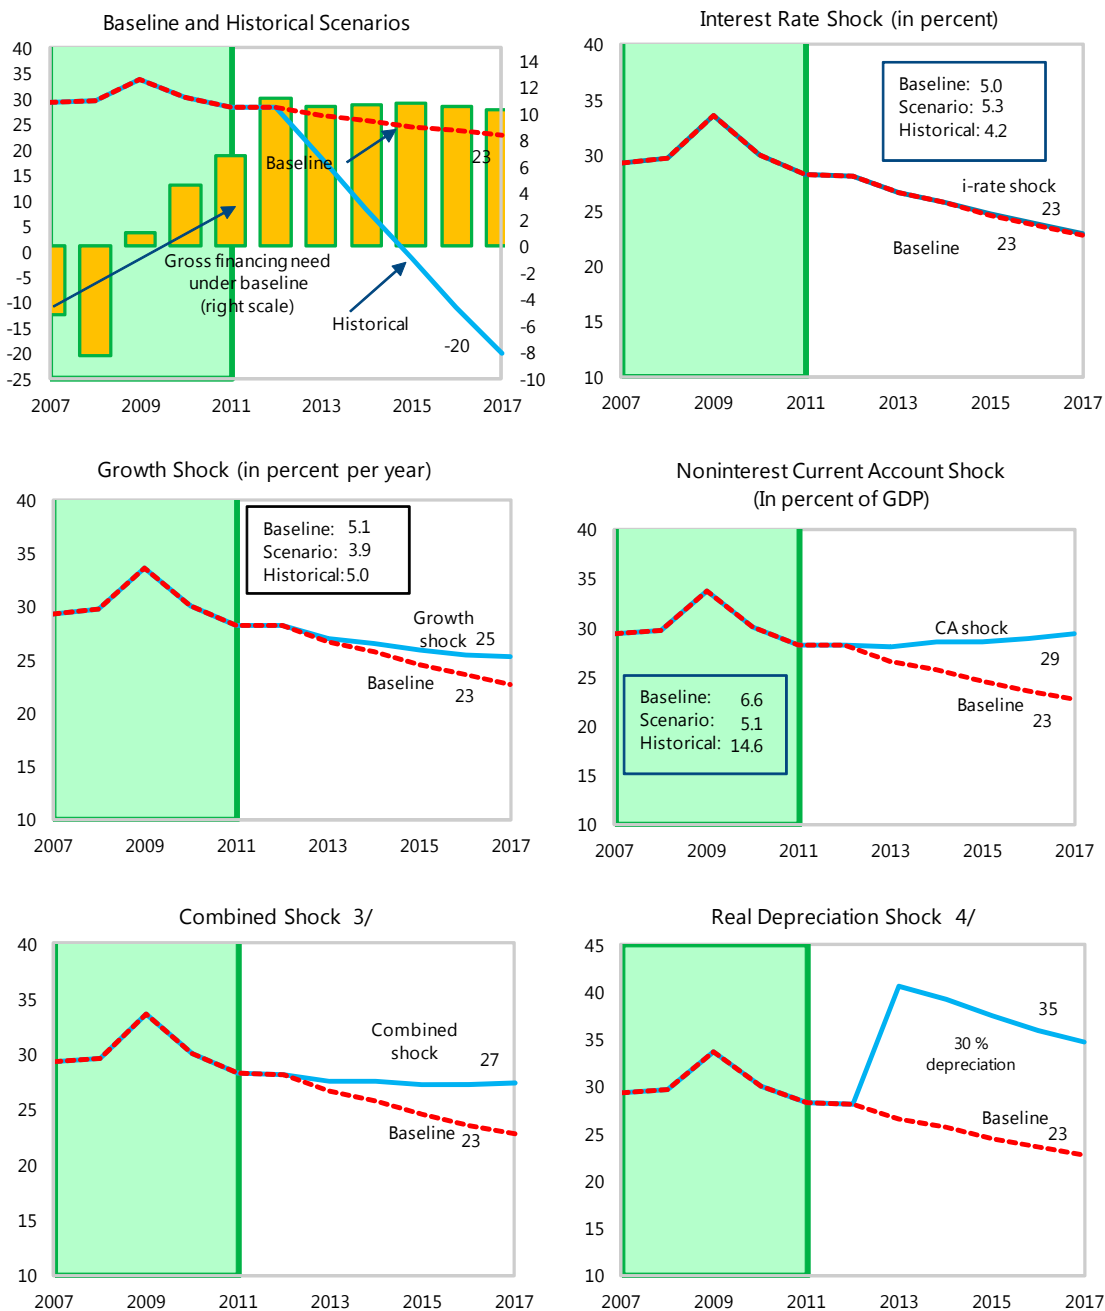 Baseline and Historical Scenarios
40
35
30
25
20
15
10
5
0
-5
-10
-15
-20
-25
14
12
10
8
6
4
2
0
-2
-4
-6
-8
-10
Baseline
23
Gross financing need
under baseline
(right scale)
Historical
-20
2007 2009 2011 2013 2015 2017
Interest Rate Shock (in percent)
40
35
30
25
20
15
10
Baseline: 5.0
Scenario: 5.3
Historical: 4.2
i-rate shock
23
Baseline
23
2007 2009 2011 2013 2015 2017
Growth Shock (in percent per year)
40
35
30
25
20
15
10
Baseline: 5.1
Scenario: 3.9
Historical: 5.0
Growth
shock 25
Baseline
23
2007 2009 2011 2013 2015 2017
Noninterest Current Account Shock
(In percent of GDP)
40
35
30
25
20
15
10
CA shock
29
Baseline: 6.6
Scenario: 5.1
Historical: 14.6
Baseline
23
2007 2009 2011 2013 2015 2017
Combined Shock 3/
40
35
30
25
20
15
10
Combined
shock
27
Baseline 23
2007 2009 2011 2013 2015 2017
Real Depreciation Shock 4/
45
40
35
30
25
20
15
10
35
30 %
depreciation
Baseline
23
2007 2009 2011 2013 2015 2017